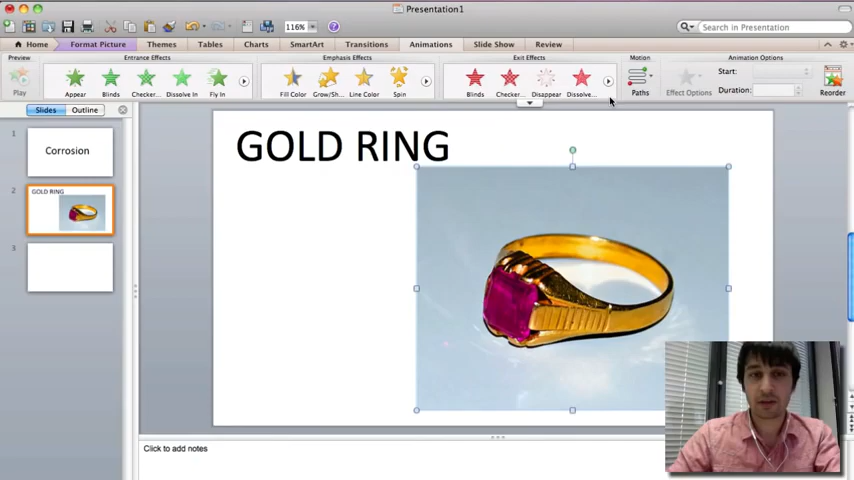 Presentation1
116%
Search in Presentation
Home
Format Picture
Themes
Tables
Charts
SmartArt
Transitions
Animations
Slide Show
Review
Preview
Entrance Effects
Emphasis Effects
Exit Effects
Motion
Animation Options
Play
Appear
Blinds
Checker...
Dissolve In
Fly In
Fill Color
Grow/Sh...
Line Color
Spin
Blinds
Checker...
Disappear
Dissolve...
Paths
Effect Options
Start:
Duration:
Reorder
Slides
Outline
1
Corrosion
2
GOLD RING
3
GOLD RING
Click to add notes